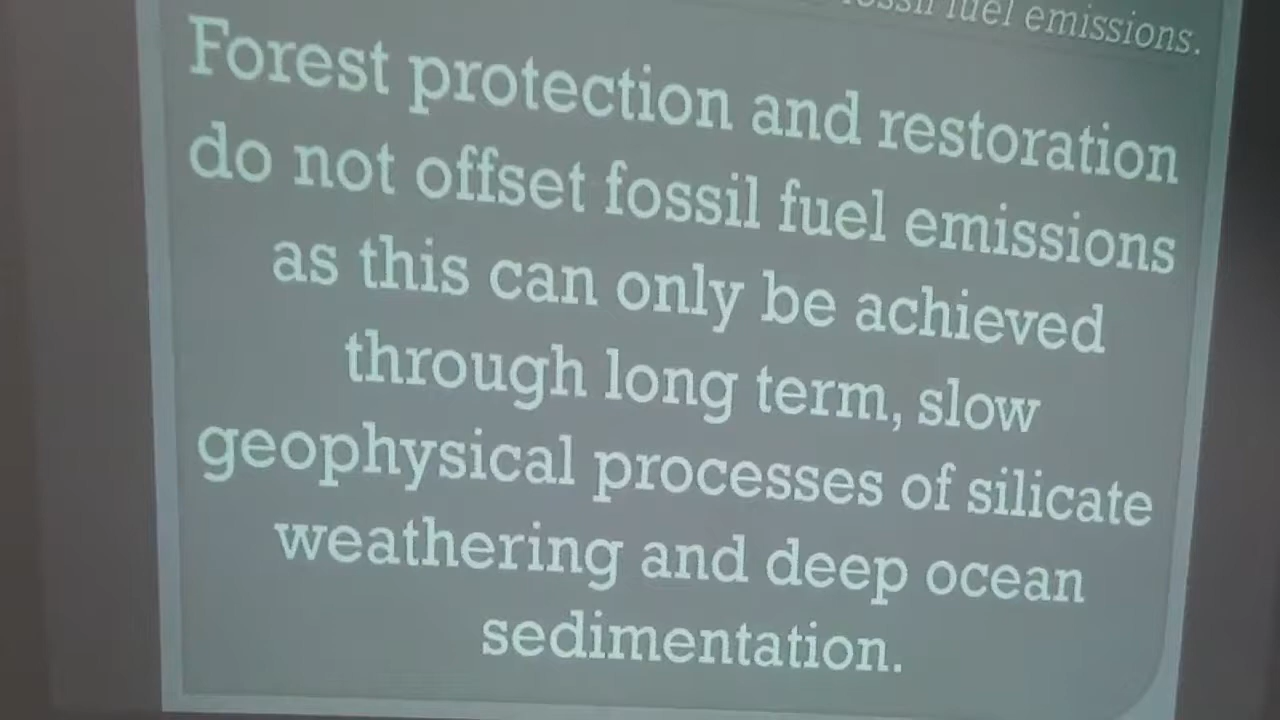 fossil fuel emissions.
Forest protection and restoration
do not offset fossil fuel emissions
as this can only be achieved
through long term, slow
geophysical processes of silicate
weathering and deep ocean
sedimentation.